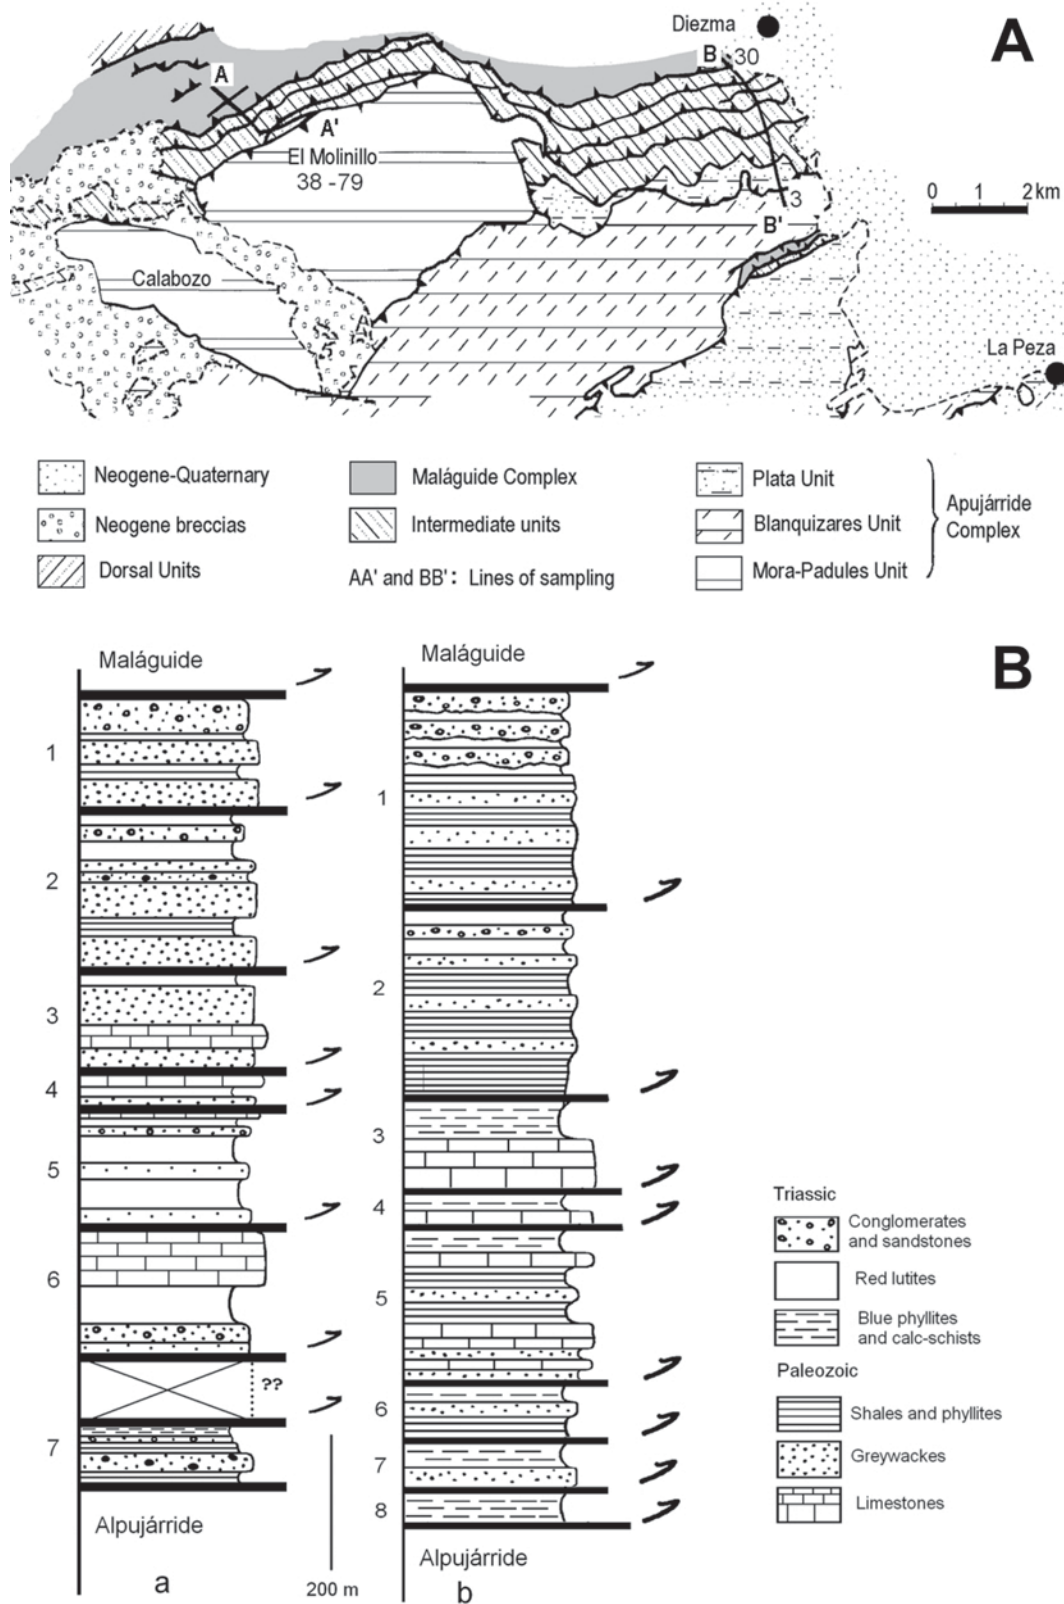 Diezma
A
B
30
A
A'
El Molinillo
38 -79
3
B'
0 1 2 km
Calabozo
La Peza
Neogene-Quaternary
Neogene breccias
Dorsal Units
Maláguide Complex
Intermediate units
AA' and BB' : Lines of sampling
Plata Unit
Blanquizares Unit
Mora-Padules Unit
Apujárride
Complex
B
Maláguide
1
2
3
4
5
6
??
7
Alpujárride
a
200 m
Maláguide
1
2
3
4
5
6
7
8
Alpujárride
b
Triassic
Conglomerates
and sandstones
Red lutites
Blue phyllites
and calc-schists
Paleozoic
Shales and phyllites
Greywackes
Limestones